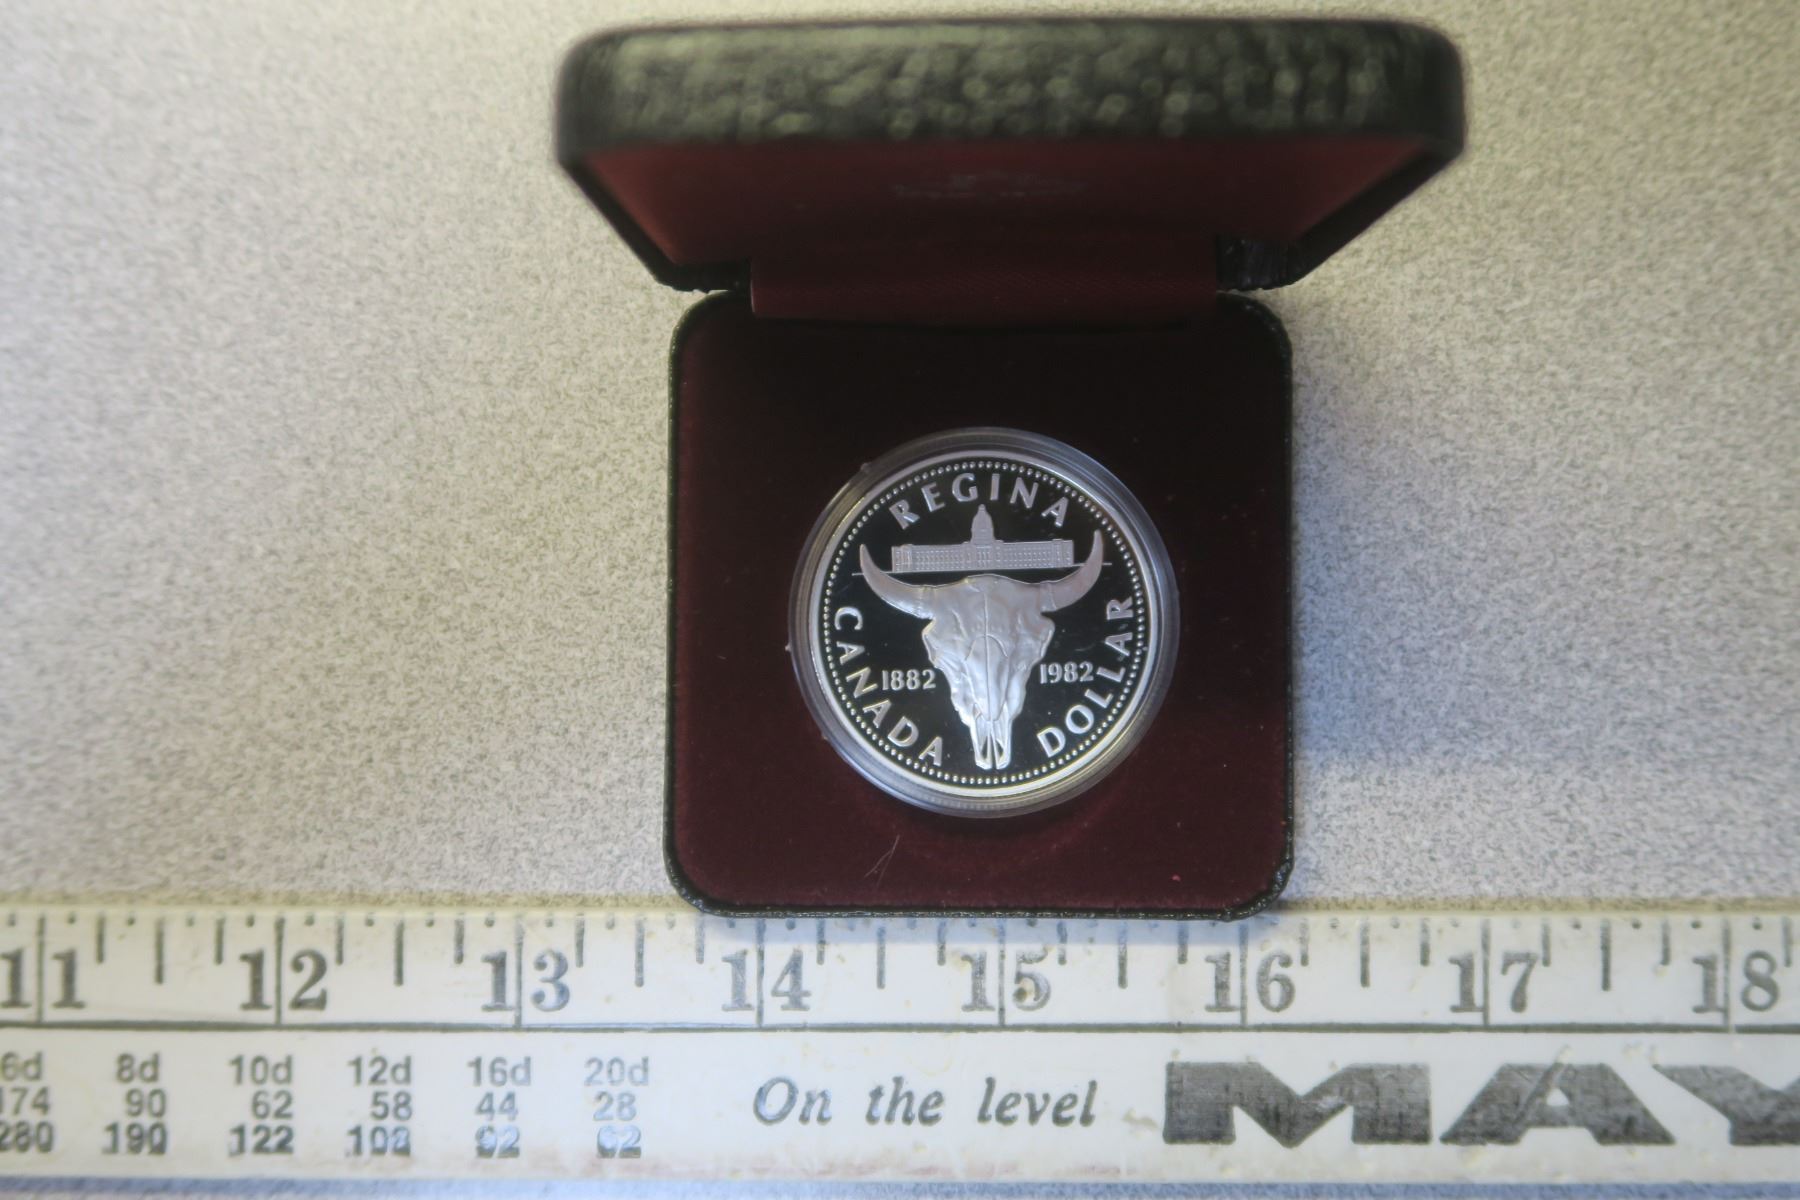 REGINA
CANADA
1882 1982
DOLLAR
11 12 13 14 15 16 17 18
6d 8d 10d 12d 16d 20d
174 90 62 58 44 28
280 190 122 108 92 62
On the level MAY